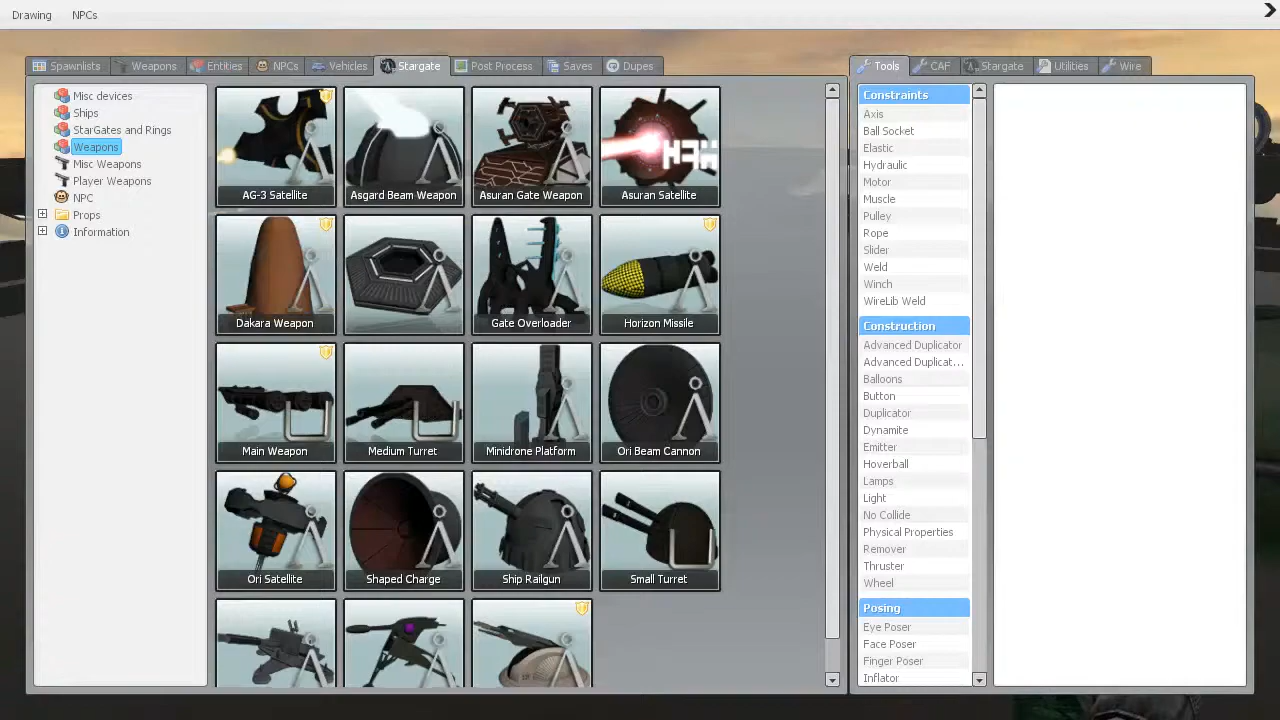 Drawing NPCs
Spawnlists Weapons Entities NPCs Vehicles Stargate Post Process Saves Dupes
Misc devices
Ships
StarGates and Rings
Weapons
Misc Weapons
Player Weapons
NPC
Props
Information
AG-3 Satellite Asgard Beam Weapon Asuran Gate Weapon Asuran Satellite
Dakara Weapon Gate Overloader Horizon Missile
Main Weapon Medium Turret Minidrone Platform Ori Beam Cannon
Ori Satellite Shaped Charge Ship Railgun Small Turret
Tools CAF Stargate Utilities Wire
Constraints
Axis
Ball Socket
Elastic
Hydraulic
Motor
Muscle
Pulley
Rope
Slider
Weld
Winch
WireLib Weld
Construction
Advanced Duplicator
Advanced Duplicat...
Balloons
Button
Duplicator
Dynamite
Emitter
Hoverball
Lamps
Light
No Collide
Physical Properties
Remover
Thruster
Wheel
Posing
Eye Poser
Face Poser
Finger Poser
Inflator